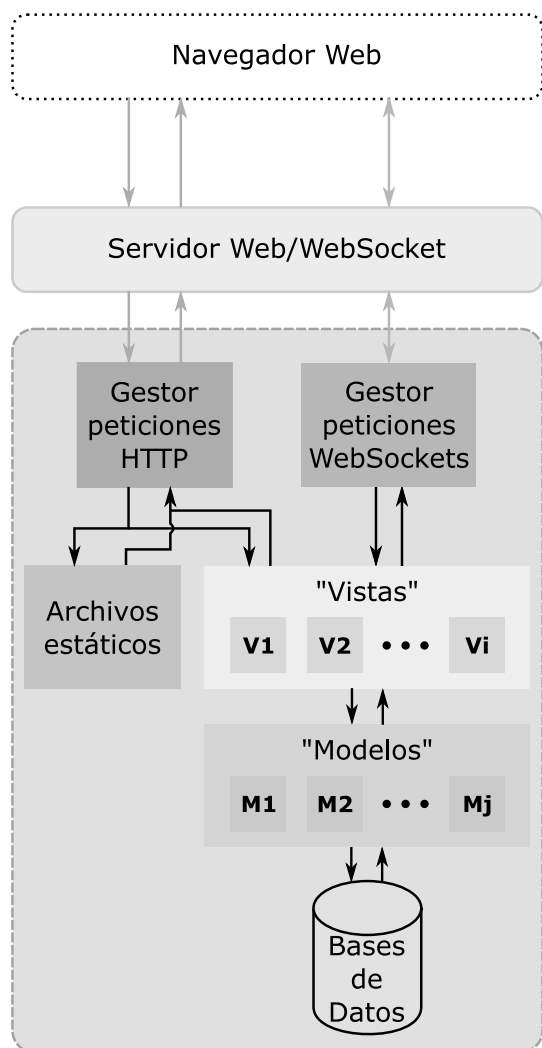 Navegador Web
Servidor Web/WebSocket
Gestor
peticiones
HTTP
Gestor
peticiones
WebSockets
Archivos
estáticos
"Vistas"
V1 V2 ••• Vi
"Modelos"
M1 M2 ••• Mj
Bases
de
Datos